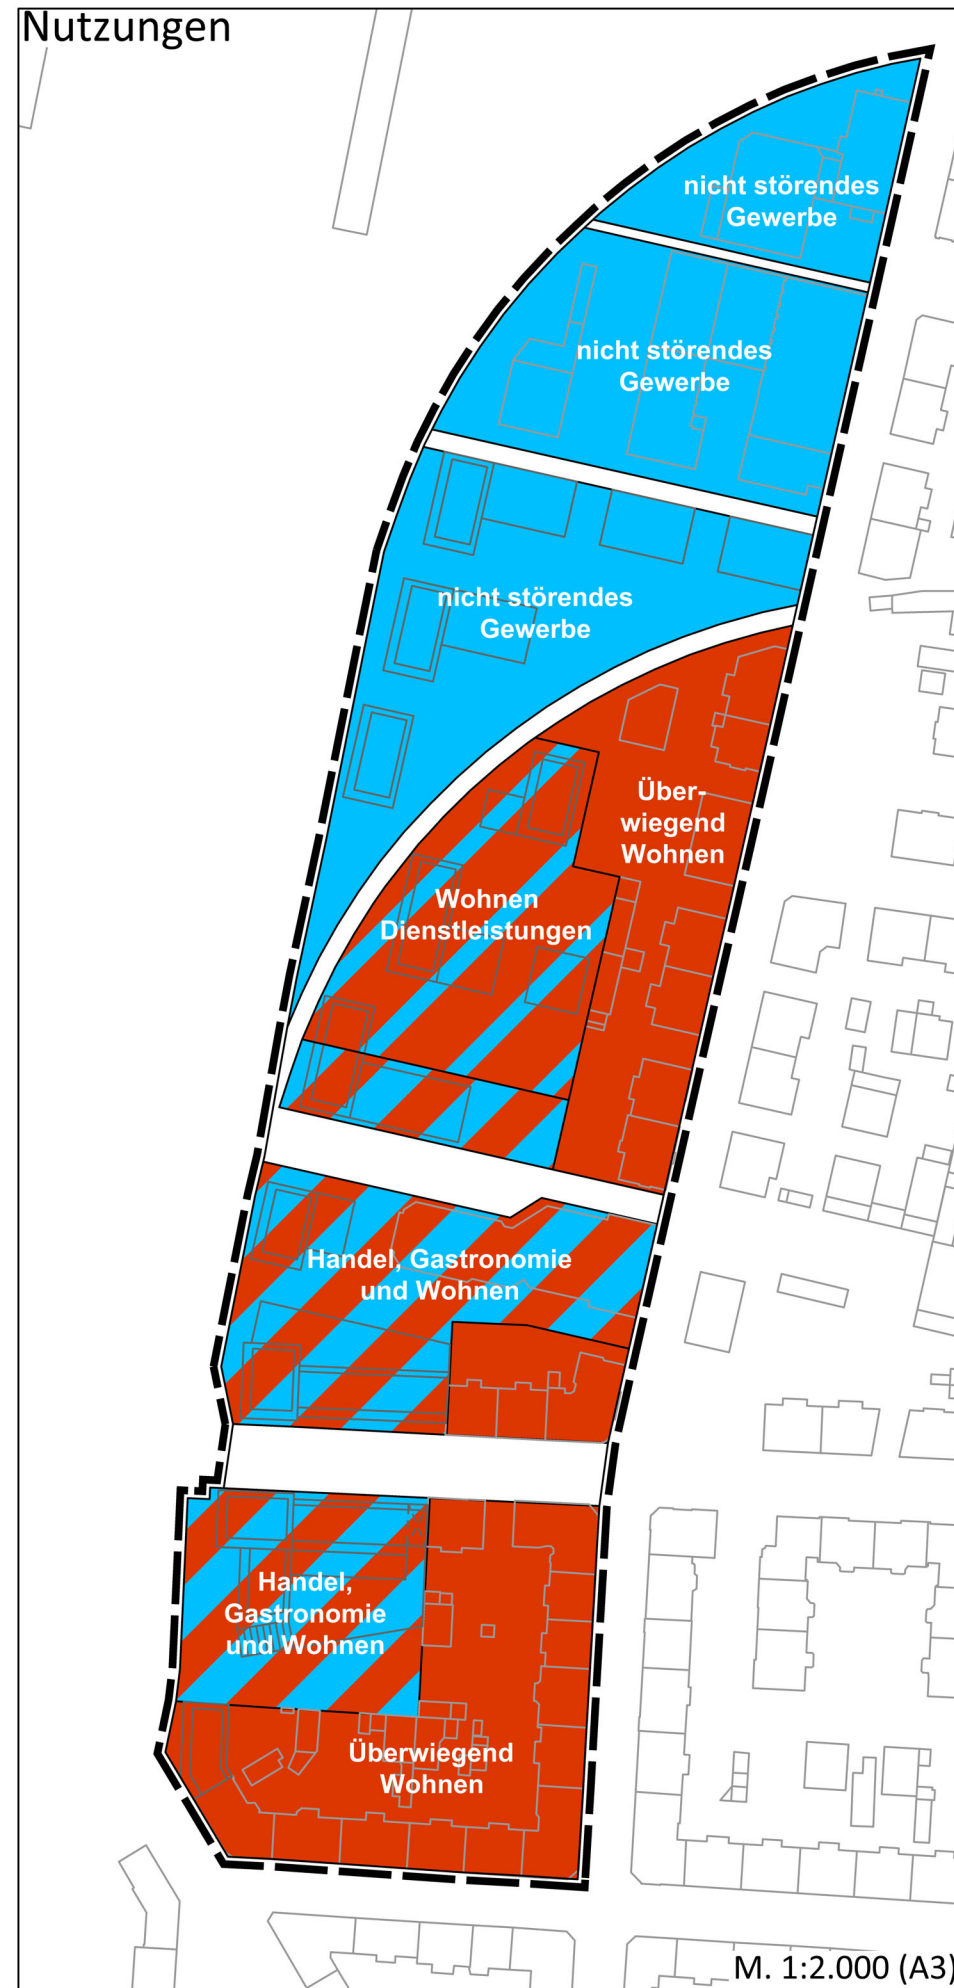 Nutzungen
nicht störendes
Gewerbe
nicht störendes
Gewerbe
nicht störendes
Gewerbe
Über-
wiegend
Wohnen
Wohnen
Dienstleistungen
Handel, Gastronomie
und Wohnen
Handel,
Gastronomie
und Wohnen
Überwiegend
Wohnen
M. 1:2.000 (A3)